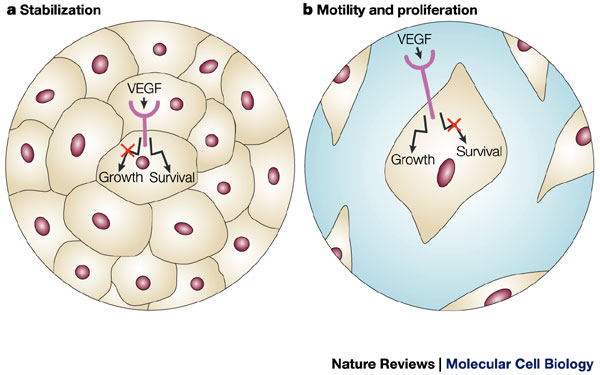 a Stabilization
VEGF
Growth Survival
b Motility and proliferation
VEGF
Growth Survival
Nature Reviews | Molecular Cell Biology